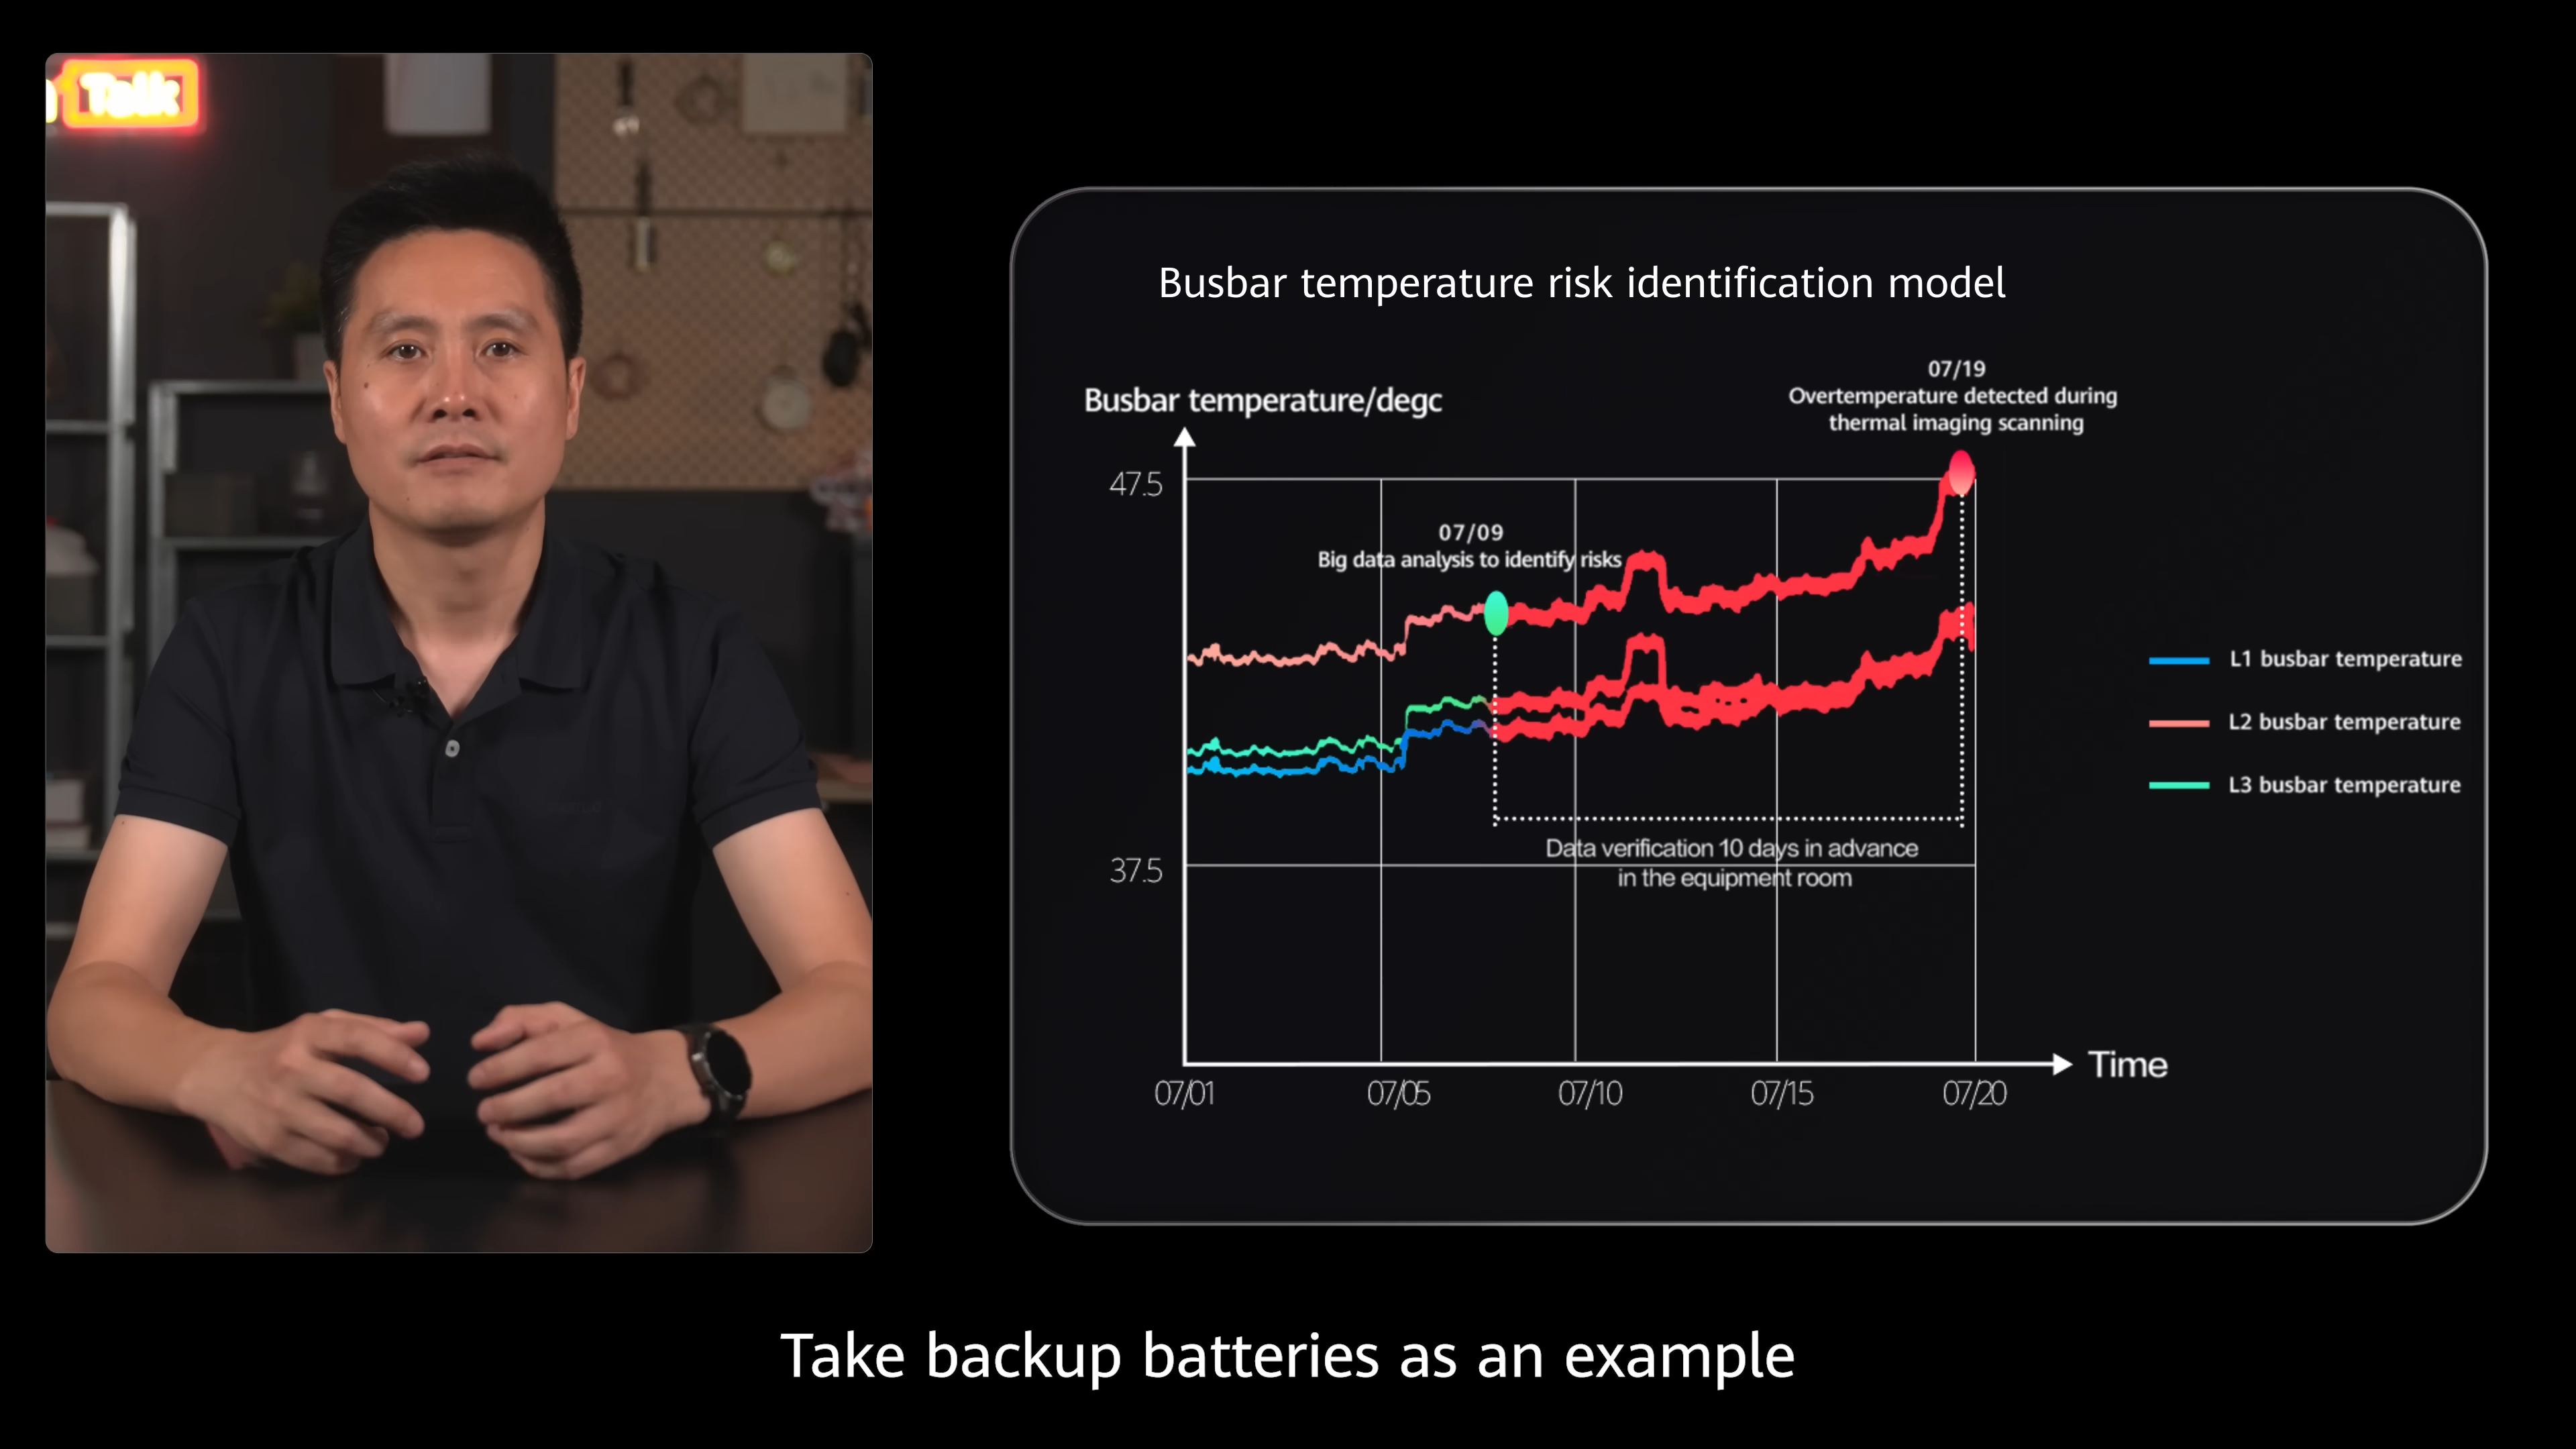 Talk
Busbar temperature risk identification model
Busbar temperature/degc
07/19
Overtemperature detected during
thermal imaging scanning
47.5
07/09
Big data analysis to identify risks
L1 busbar temperature
L2 busbar temperature
L3 busbar temperature
Data verification 10 days in advance
in the equipment room
37.5
Time
07/01
07/05
07/10
07/15
07/20
Take backup batteries as an example